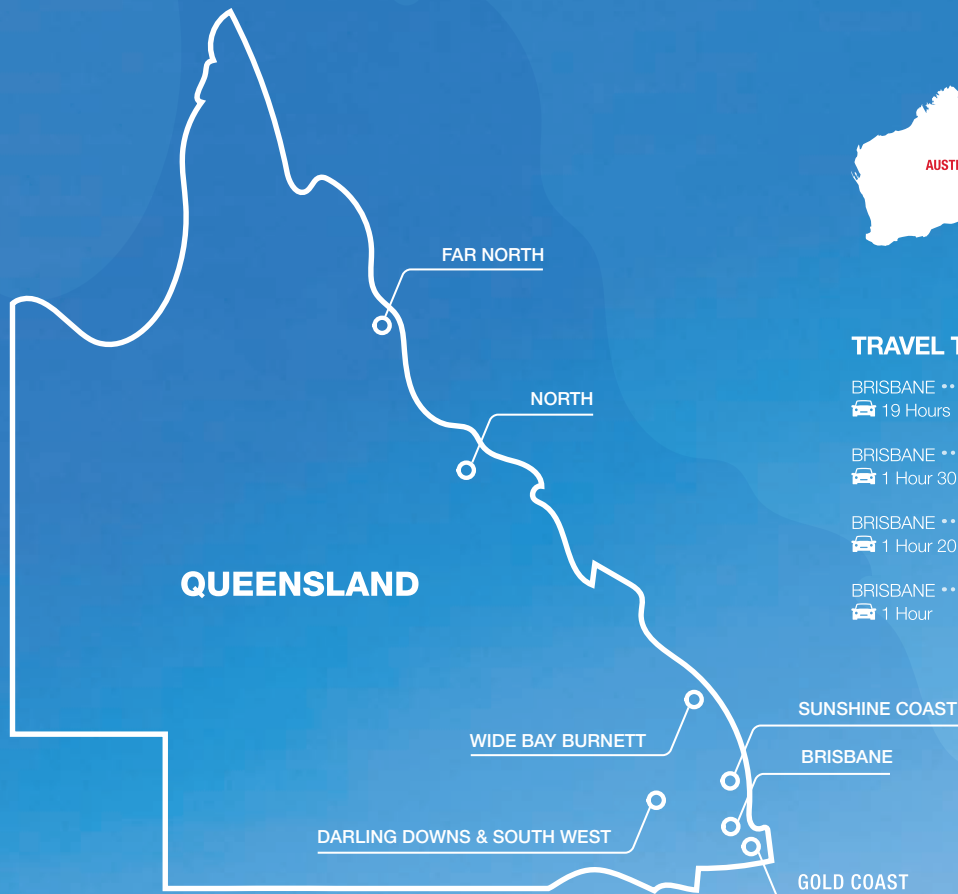 FAR NORTH
NORTH
QUEENSLAND
WIDE BAY BURNETT
DARLING DOWNS & SOUTH WEST
SUNSHINE COAST
BRISBANE
GOLD COAST
TRAVEL
BRISBANE ••
19 Hours
BRISBANE ••
1 Hour 30
BRISBANE ••
1 Hour 20
BRISBANE ••
1 Hour